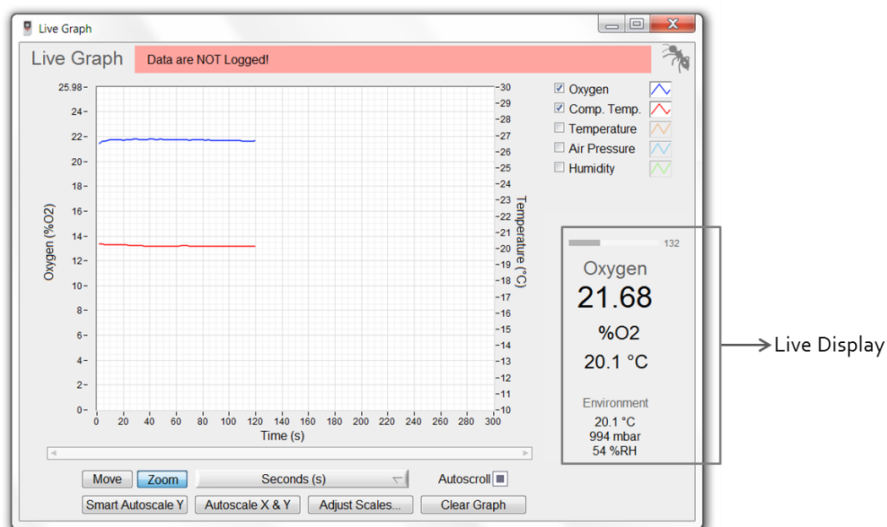 Live Graph
Live Graph
Data are NOT Logged!
25.98
24
22
20
18
16
14
12
10
8
6
4
2
0
Oxygen (%O2)
30
29
28
27
26
25
24
23
22
21
20
19
18
17
16
15
14
13
12
11
10
Temperature (°C)
0 20 40 60 80 100 120 140 160 180 200 220 240 260 280 300
Time (s)
Oxygen
Comp. Temp.
Temperature
Air Pressure
Humidity
132
Oxygen
21.68
%O2
20.1 °C
Environment
20.1 °C
994 mbar
54 %RH
Live Display
Move Zoom Seconds (s) Autoscroll
Smart Autoscale Y Autoscale X & Y Adjust Scales... Clear Graph